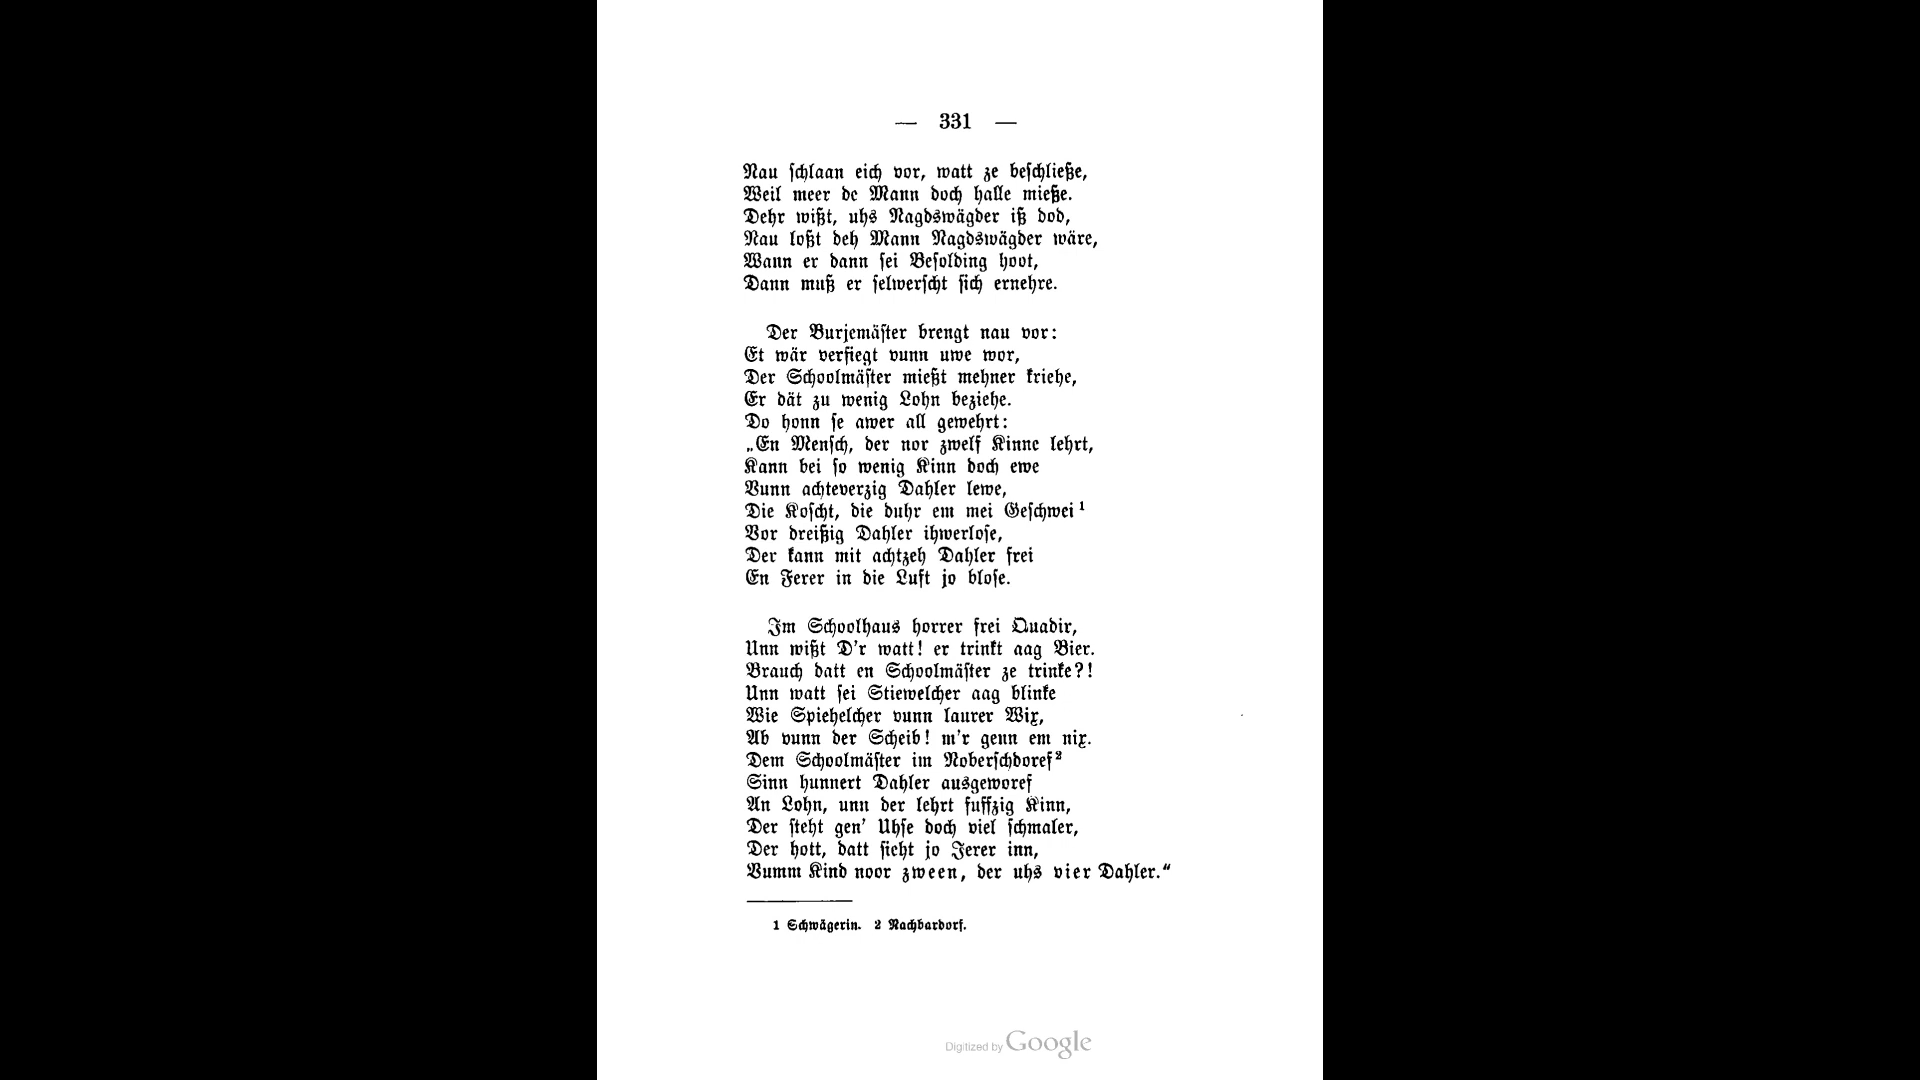 — 331 —
Nau ſchlaan eich vor, watt ze beſchließe,
Weil meer de Mann doch halle mieße.
Dehr wißt, uhs Nagdswägder iß dod,
Nau loßt deh Mann Nagdswägder wäre,
Wann er dann ſei Beſolding hoot,
Dann muß er ſelwerſcht ſich ernehre.
Der Burjemäſter brengt nau vor:
Et wär verfiegt vunn uwe wor,
Der Schoolmäſter mießt mehner kriehe,
Er dät zu wenig Lohn beziehe.
Do honn ſe awer all gewehrt:
„En Menſch, der nor zwelf Kinne lehrt,
Kann bei ſo wenig Kinn doch ewe
Vunn achteverzig Dahler lewe,
Die Koſcht, die duhr em mei Geſchwei¹
Vor dreißig Dahler ihwerloſe,
Der kann mit achtzeh Dahler frei
En Ferer in die Luft jo bloſe.
Im Schoolhaus horrer frei Quadir,
Unn wißt D'r watt! er trinkt aag Bier.
Brauch datt en Schoolmäſter ze trinke?!
Unn watt ſei Stiewelcher aag blinke
Wie Spiehelcher vunn laurer Wix,
Ab vunn der Scheib! m'r genn em nix.
Dem Schoolmäſter im Noberſchdoref²
Sinn hunnert Dahler ausgeworef
An Lohn, unn der lehrt fuffzig Kinn,
Der ſteht gen' Uhſe doch viel ſchmaler,
Der hott, datt ſieht jo Jerer inn,
Vumm Kind noor zween, der uhs vier Dahler.“
1 Schwägerin. 2 Nachbardorf.
Digitized by Google